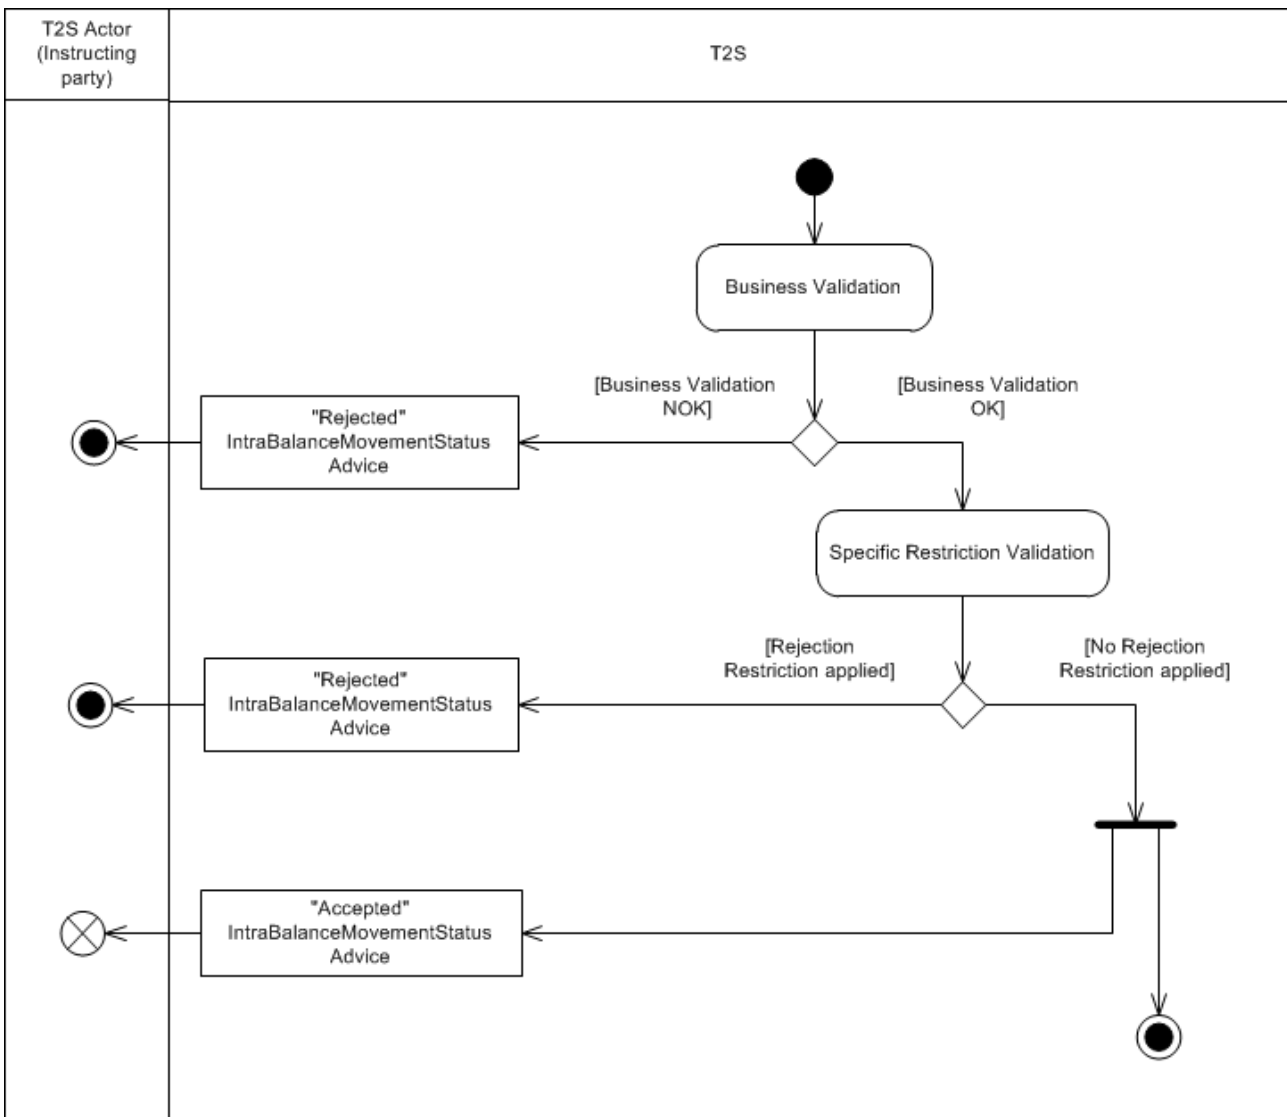 T2S Actor
(Instructing
party)
T2S
Business Validation
[Business Validation
NOK]
[Business Validation
OK]
"Rejected"
IntraBalanceMovementStatus
Advice
Specific Restriction Validation
[Rejection
Restriction applied]
[No Rejection
Restriction applied]
"Rejected"
IntraBalanceMovementStatus
Advice
"Accepted"
IntraBalanceMovementStatus
Advice